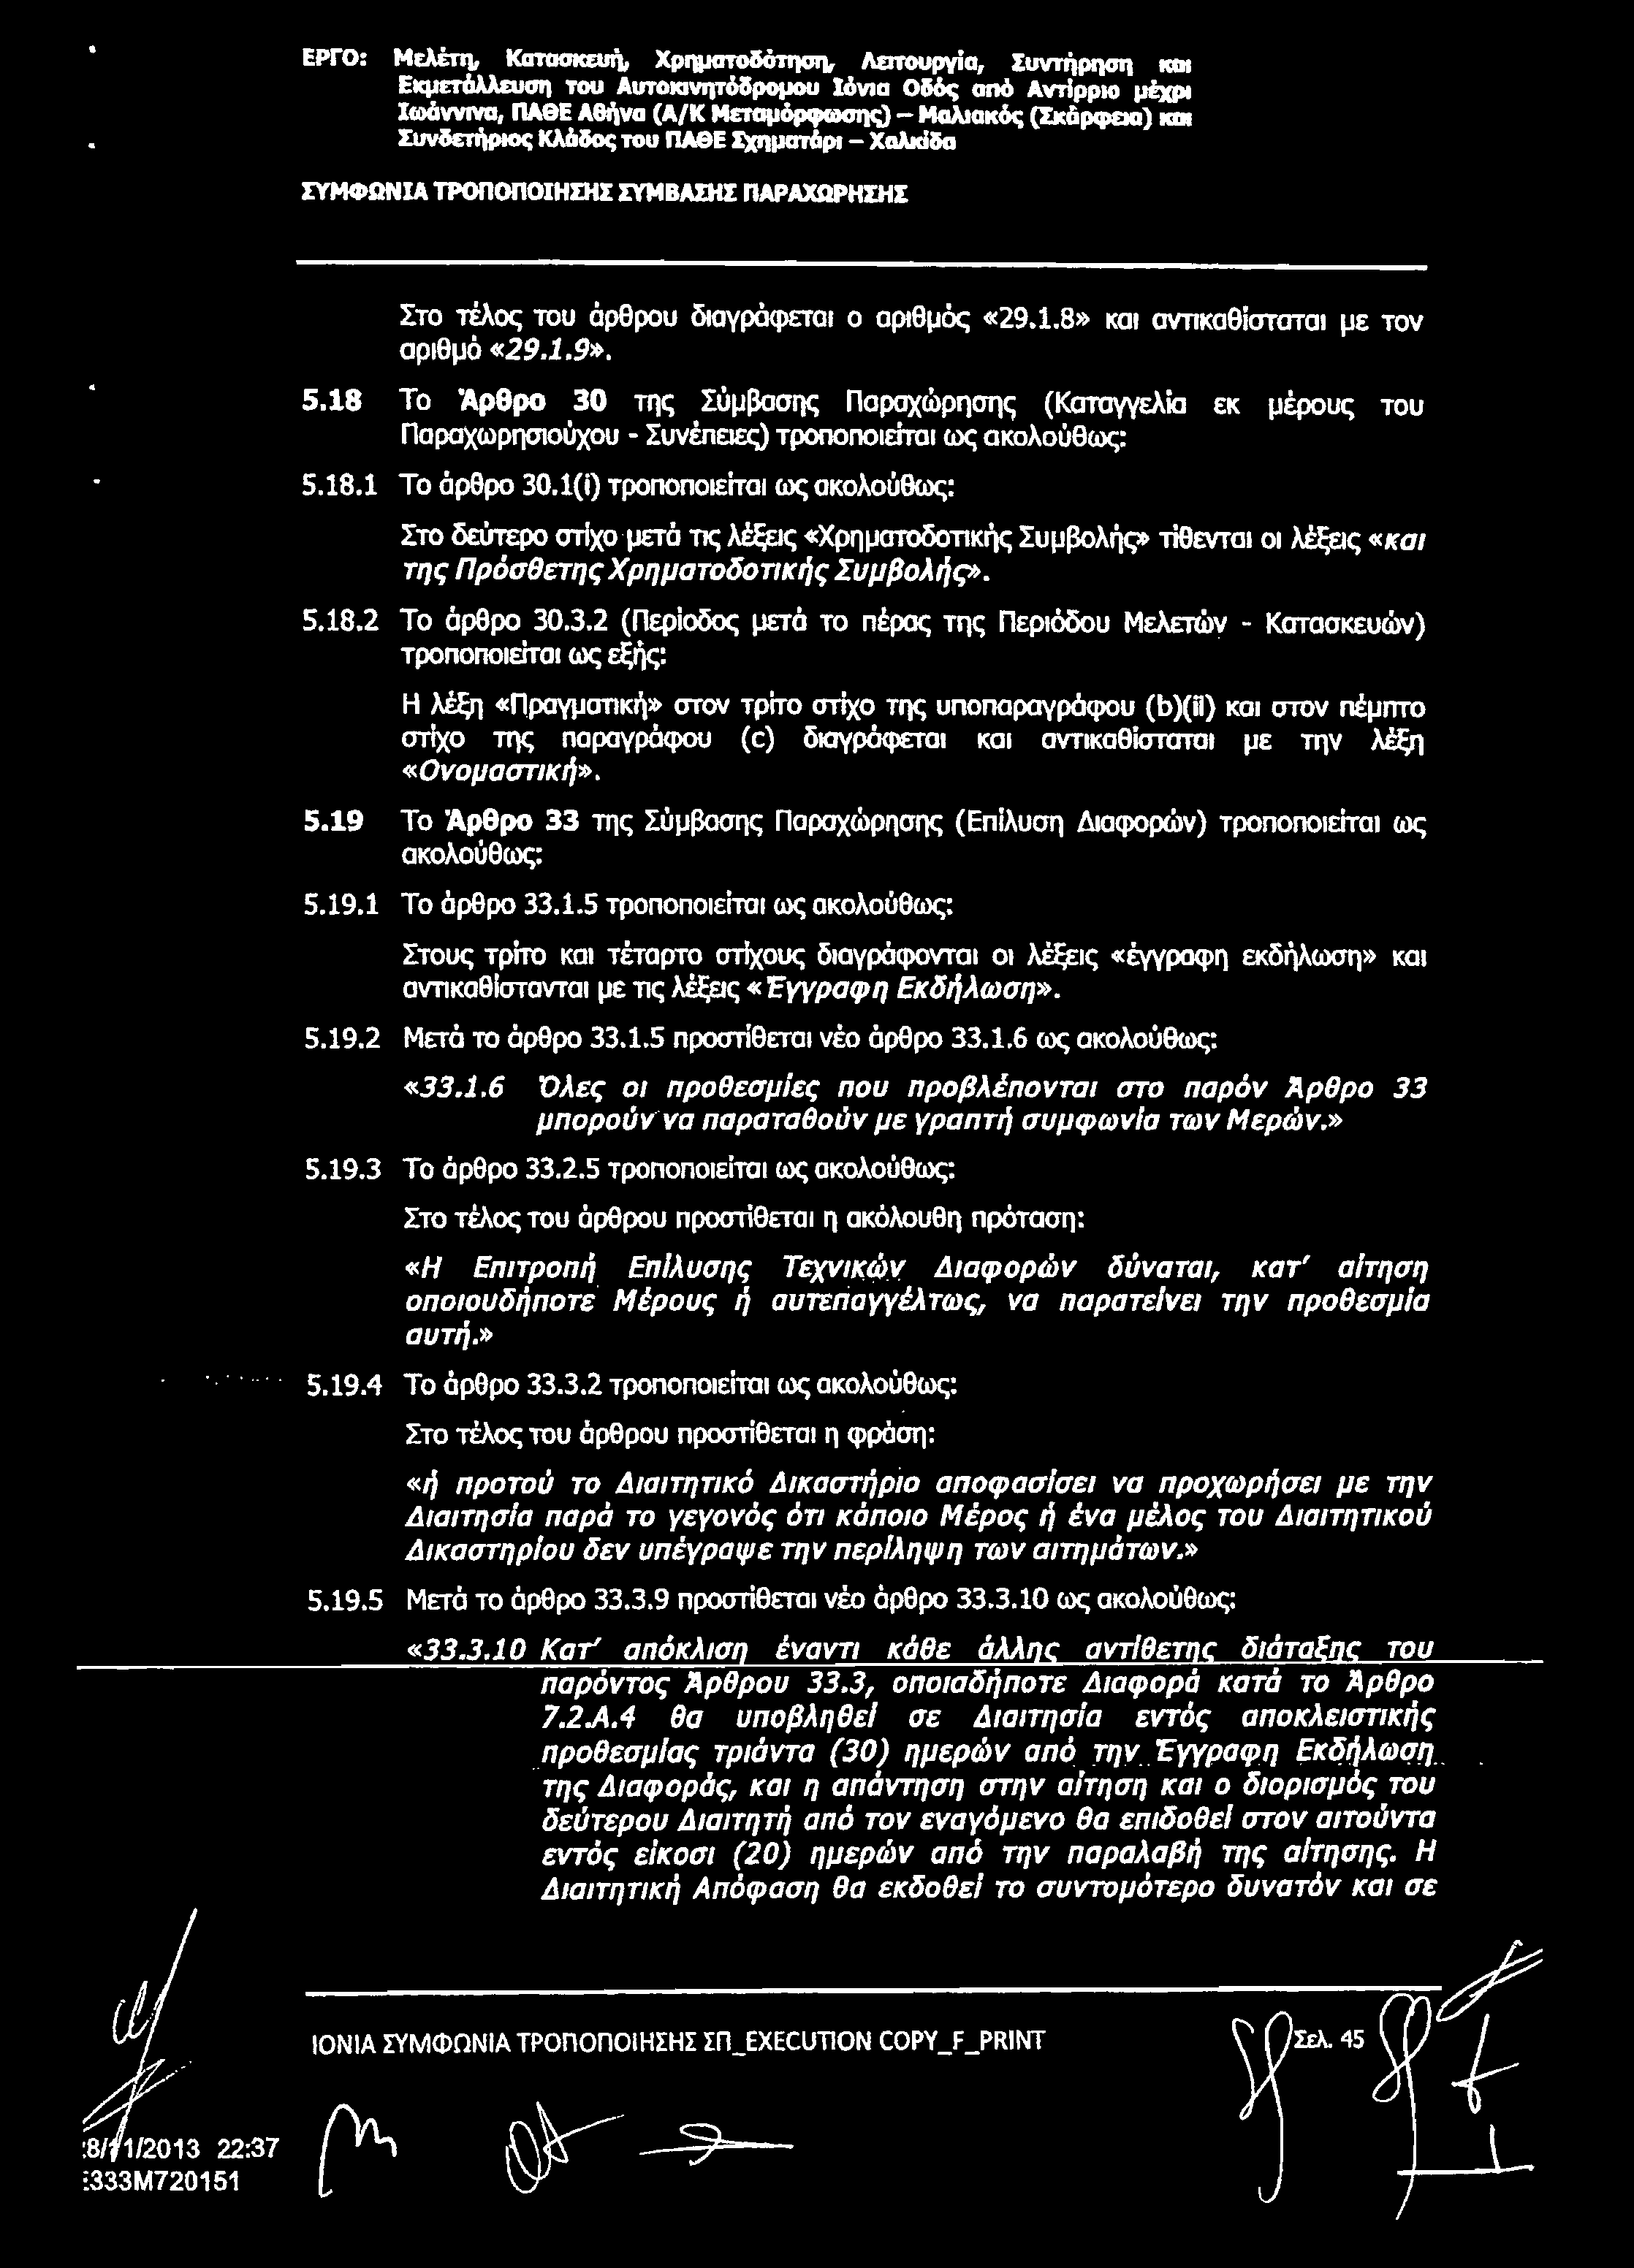 ΕΡΓΟ: Μελέτη, Κατασκευή, Χρηματοδότηση, Λειτουργία, Συντήρηση και
Εκμετάλλευση του Αυτοκινητόδρομου Ιόνια Οδός από Αντίρριο μέχρι
Ιωάννινα, ΠΑΘΕ Αθήνα (Α/Κ Μεταμόρφωσης) – Μαλιακός (Σκάρφεια) και
Συνδετήριος Κλάδος του ΠΑΘΕ Σχηματάρι – Χαλκίδα
ΣΥΜΦΩΝΙΑ ΤΡΟΠΟΠΟΙΗΣΗΣ ΣΥΜΒΑΣΗΣ ΠΑΡΑΧΩΡΗΣΗΣ
Στο τέλος του άρθρου διαγράφεται ο αριθμός «29.1.8» και αντικαθίσταται με τον
αριθμό «29.1.9».
5.18 Το Άρθρο 30 της Σύμβασης Παραχώρησης (Καταγγελία εκ μέρους του
Παραχωρησιούχου - Συνέπειες) τροποποιείται ως ακολούθως:
5.18.1 Το άρθρο 30.1(i) τροποποιείται ως ακολούθως:
Στο δεύτερο στίχο μετά τις λέξεις «Χρηματοδοτικής Συμβολής» τίθενται οι λέξεις «και
της Πρόσθετης Χρηματοδοτικής Συμβολής».
5.18.2 Το άρθρο 30.3.2 (Περίοδος μετά το πέρας της Περιόδου Μελετών - Κατασκευών)
τροποποιείται ως εξής:
Η λέξη «Πραγματική» στον τρίτο στίχο της υποπαραγράφου (b)(ii) και στον πέμπτο
στίχο της παραγράφου (c) διαγράφεται και αντικαθίσταται με την λέξη
«Ονομαστική».
5.19 Το Άρθρο 33 της Σύμβασης Παραχώρησης (Επίλυση Διαφορών) τροποποιείται ως
ακολούθως:
5.19.1 Το άρθρο 33.1.5 τροποποιείται ως ακολούθως:
Στους τρίτο και τέταρτο στίχους διαγράφονται οι λέξεις «έγγραφη εκδήλωση» και
αντικαθίστανται με τις λέξεις «Έγγραφη Εκδήλωση».
5.19.2 Μετά το άρθρο 33.1.5 προστίθεται νέο άρθρο 33.1.6 ως ακολούθως:
«33.1.6 Όλες οι προθεσμίες που προβλέπονται στο παρόν Άρθρο 33
μπορούν να παραταθούν με γραπτή συμφωνία των Μερών.»
5.19.3 Το άρθρο 33.2.5 τροποποιείται ως ακολούθως:
Στο τέλος του άρθρου προστίθεται η ακόλουθη πρόταση:
«Η Επιτροπή Επίλυσης Τεχνικών Διαφορών δύναται, κατ' αίτηση
οποιουδήποτε Μέρους ή αυτεπαγγέλτως, να παρατείνει την προθεσμία
αυτή.»
5.19.4 Το άρθρο 33.3.2 τροποποιείται ως ακολούθως:
Στο τέλος του άρθρου προστίθεται η φράση:
«ή προτού το Διαιτητικό Δικαστήριο αποφασίσει να προχωρήσει με την
Διαιτησία παρά το γεγονός ότι κάποιο Μέρος ή ένα μέλος του Διαιτητικού
Δικαστηρίου δεν υπέγραψε την περίληψη των αιτημάτων.»
5.19.5 Μετά το άρθρο 33.3.9 προστίθεται νέο άρθρο 33.3.10 ως ακολούθως:
«33.3.10 Κατ' απόκλιση έναντι κάθε άλλης αντίθετης διάταξης του
παρόντος Άρθρου 33.3, οποιαδήποτε Διαφορά κατά το Άρθρο
7.2.Α.4 θα υποβληθεί σε Διαιτησία εντός αποκλειστικής
προθεσμίας τριάντα (30) ημερών από την Έγγραφη Εκδήλωση
της Διαφοράς, και η απάντηση στην αίτηση και ο διορισμός του
δεύτερου Διαιτητή από τον εναγόμενο θα επιδοθεί στον αιτούντα
εντός είκοσι (20) ημερών από την παραλαβή της αίτησης. Η
Διαιτητική Απόφαση θα εκδοθεί το συντομότερο δυνατόν και σε
ΙΟΝΙΑ ΣΥΜΦΩΝΙΑ ΤΡΟΠΟΠΟΙΗΣΗΣ ΣΠ_EXECUTION COPY_F_PRINT
Σελ. 45
:8/11/2013 22:37
:333M720151